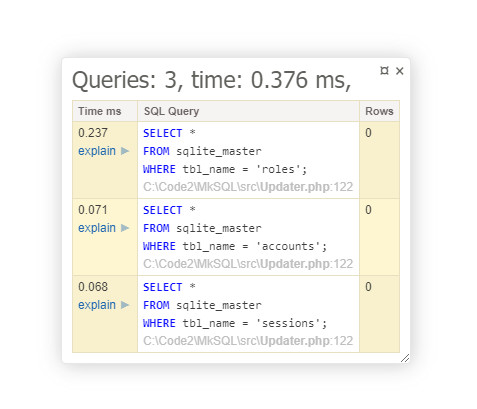 Queries: 3, time: 0.376 ms,
¤ ×
Time ms SQL Query Rows
0.237 SELECT * 0
explain ► FROM sqlite_master
WHERE tbl_name = 'roles';
C:\Code2\MkSQL\src\Updater.php:122
0.071 SELECT * 0
explain ► FROM sqlite_master
WHERE tbl_name = 'accounts';
C:\Code2\MkSQL\src\Updater.php:122
0.068 SELECT * 0
explain ► FROM sqlite_master
WHERE tbl_name = 'sessions';
C:\Code2\MkSQL\src\Updater.php:122